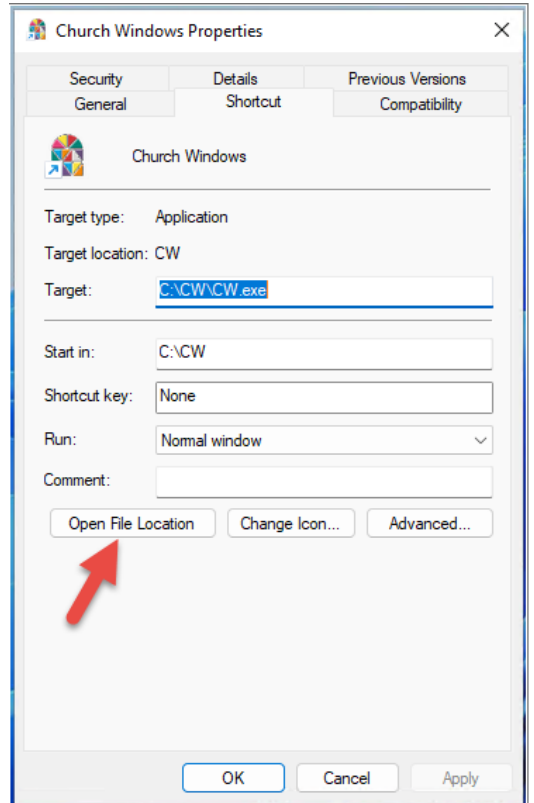 Church Windows Properties
Security Details Previous Versions
General Shortcut Compatibility
Church Windows
Target type: Application
Target location: CW
Target: C:\CW\CW.exe
Start in: C:\CW
Shortcut key: None
Run: Normal window
Comment:
Open File Location Change Icon... Advanced...
OK Cancel Apply